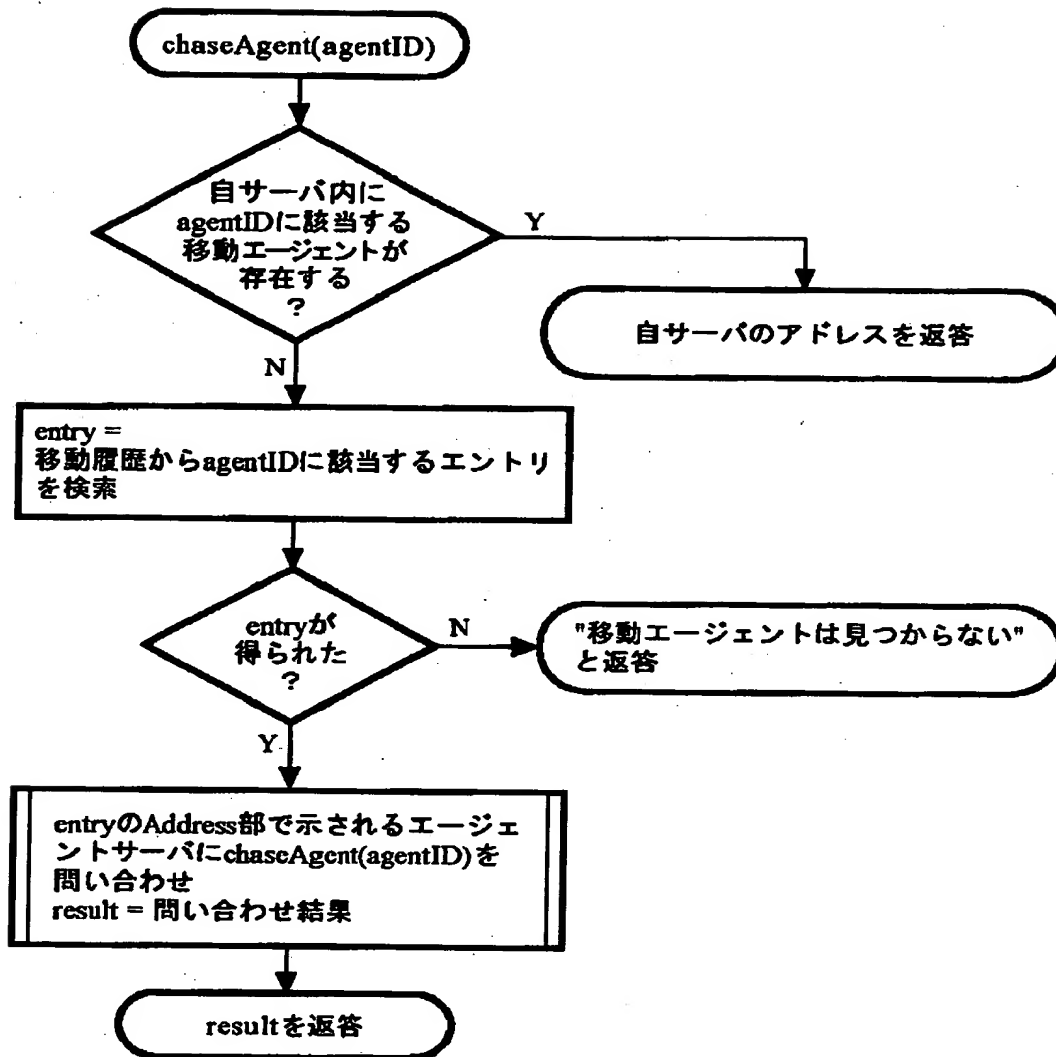 chaseAgent(agentID)
自サーバ内に
agentIDに該当する
移動エージェントが
存在する
?
Y
自サーバのアドレスを返答
N
entry =
移動履歴からagentIDに該当するエントリ
を検索
entryが
得られた
?
N
"移動エージェントは見つからない"
と返答
Y
entryのAddress部で示されるエージェ
ントサーバにchaseAgent(agentID)を
問い合わせ
result = 問い合わせ結果
resultを返答